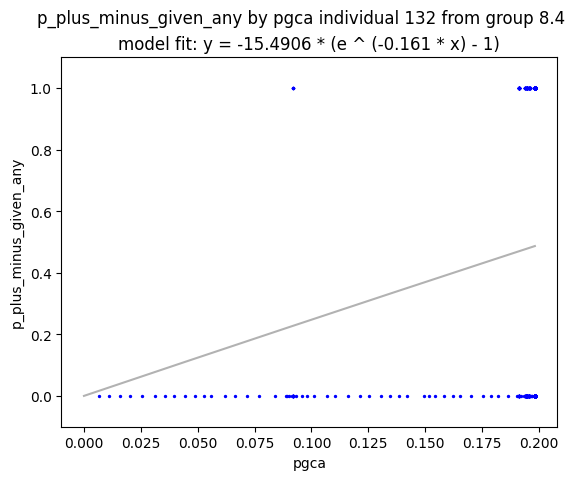 p_plus_minus_given_any by pgca individual 132 from group 8.4
model fit: y = -15.4906 * (e ^ (-0.161 * x) - 1)
p_plus_minus_given_any
1.0
0.8
0.6
0.4
0.2
0.0
0.000 0.025 0.050 0.075 0.100 0.125 0.150 0.175 0.200
pgca